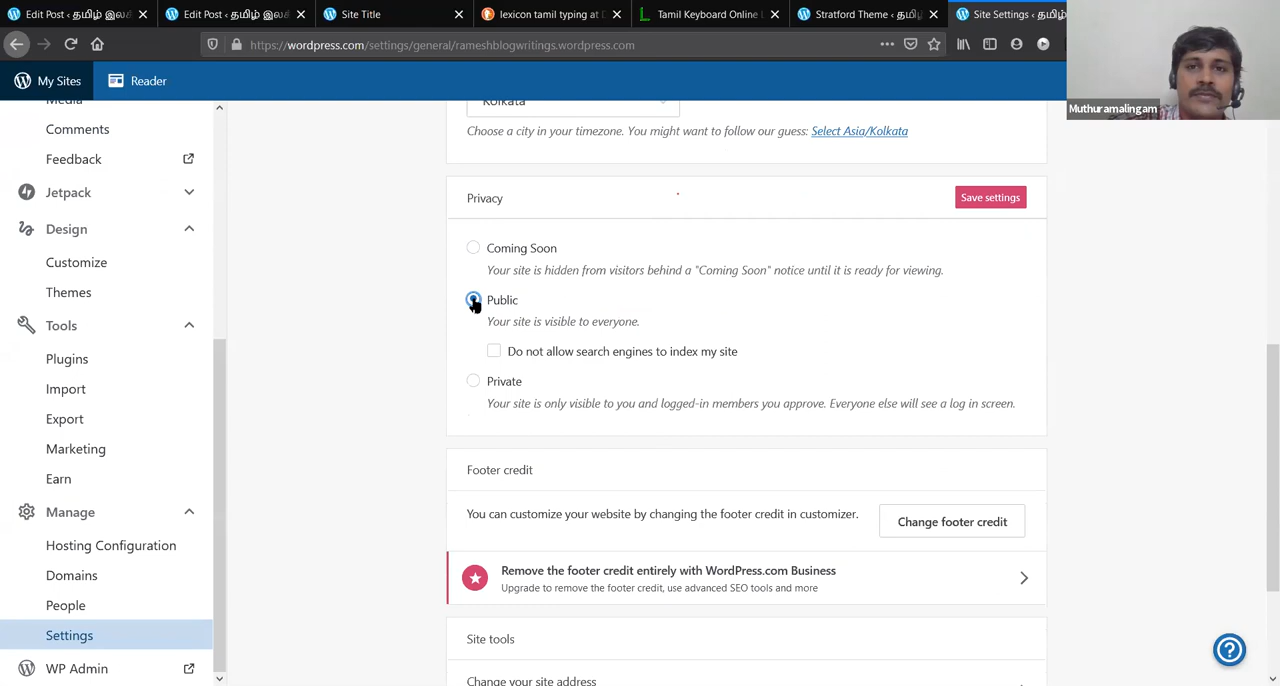 Edit Post ‹ தமிழ் இலக்
Edit Post ‹ தமிழ் இலக்
Site Title
lexicon tamil typing at D
Tamil Keyboard Online
Stratford Theme ‹ தமிழ்
Site Settings ‹ தமி
https://wordpress.com/settings/general/rameshblogwritings.wordpress.com
My Sites
Reader
Muthuramalingam
Media
Comments
Feedback
Jetpack
Design
Customize
Themes
Tools
Plugins
Import
Export
Marketing
Earn
Manage
Hosting Configuration
Domains
People
Settings
WP Admin
Kolkata
Choose a city in your timezone. You might want to follow our guess: Select Asia/Kolkata
Privacy
Save settings
Coming Soon
Your site is hidden from visitors behind a "Coming Soon" notice until it is ready for viewing.
Public
Your site is visible to everyone.
Do not allow search engines to index my site
Private
Your site is only visible to you and logged-in members you approve. Everyone else will see a log in screen.
Footer credit
You can customize your website by changing the footer credit in customizer.
Change footer credit
Remove the footer credit entirely with WordPress.com Business
Upgrade to remove the footer credit, use advanced SEO tools and more
Site tools
Change your site address